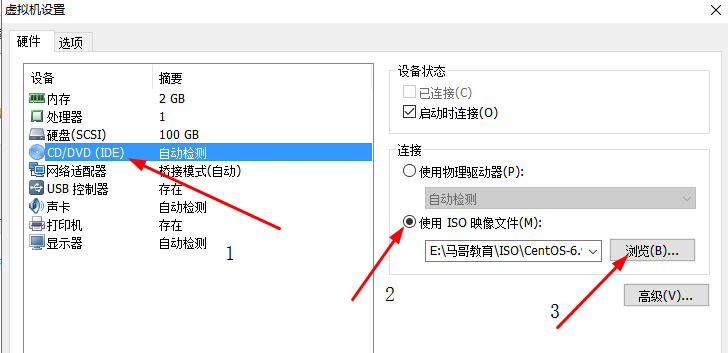 虚拟机设置
硬件 选项
设备 摘要
内存 2 GB
处理器 1
硬盘(SCSI) 100 GB
CD/DVD (IDE) 自动检测
网络适配器 桥接模式(自动)
USB 控制器 存在
声卡 自动检测
打印机 存在
显示器 自动检测
1
设备状态
已连接(C)
启动时连接(O)
连接
使用物理驱动器(P):
自动检测
使用 ISO 映像文件(M):
E:\马哥教育\ISO\CentOS-6.9 浏览(B)...
2
3
高级(V)...